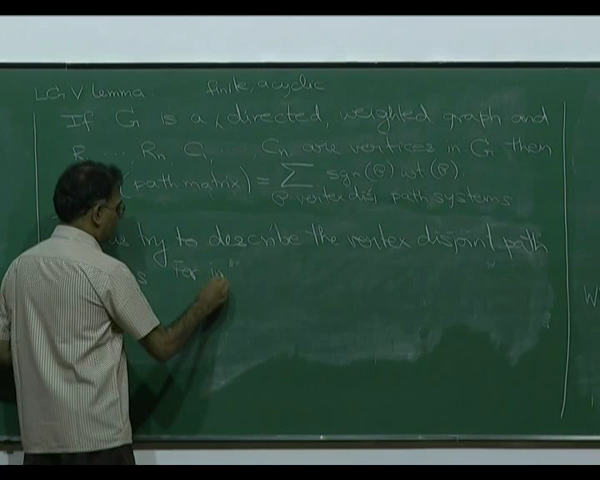 LGV Lemma. finite, acyclic
If G is a directed, weighted graph and
R, ..., Rn, C1, ..., Cn are vertices in G then
(path matrix) = ∑ sgn(P) wt(P).
P vertex disj path systems
try to describe the vertex disjoint path
For in
W